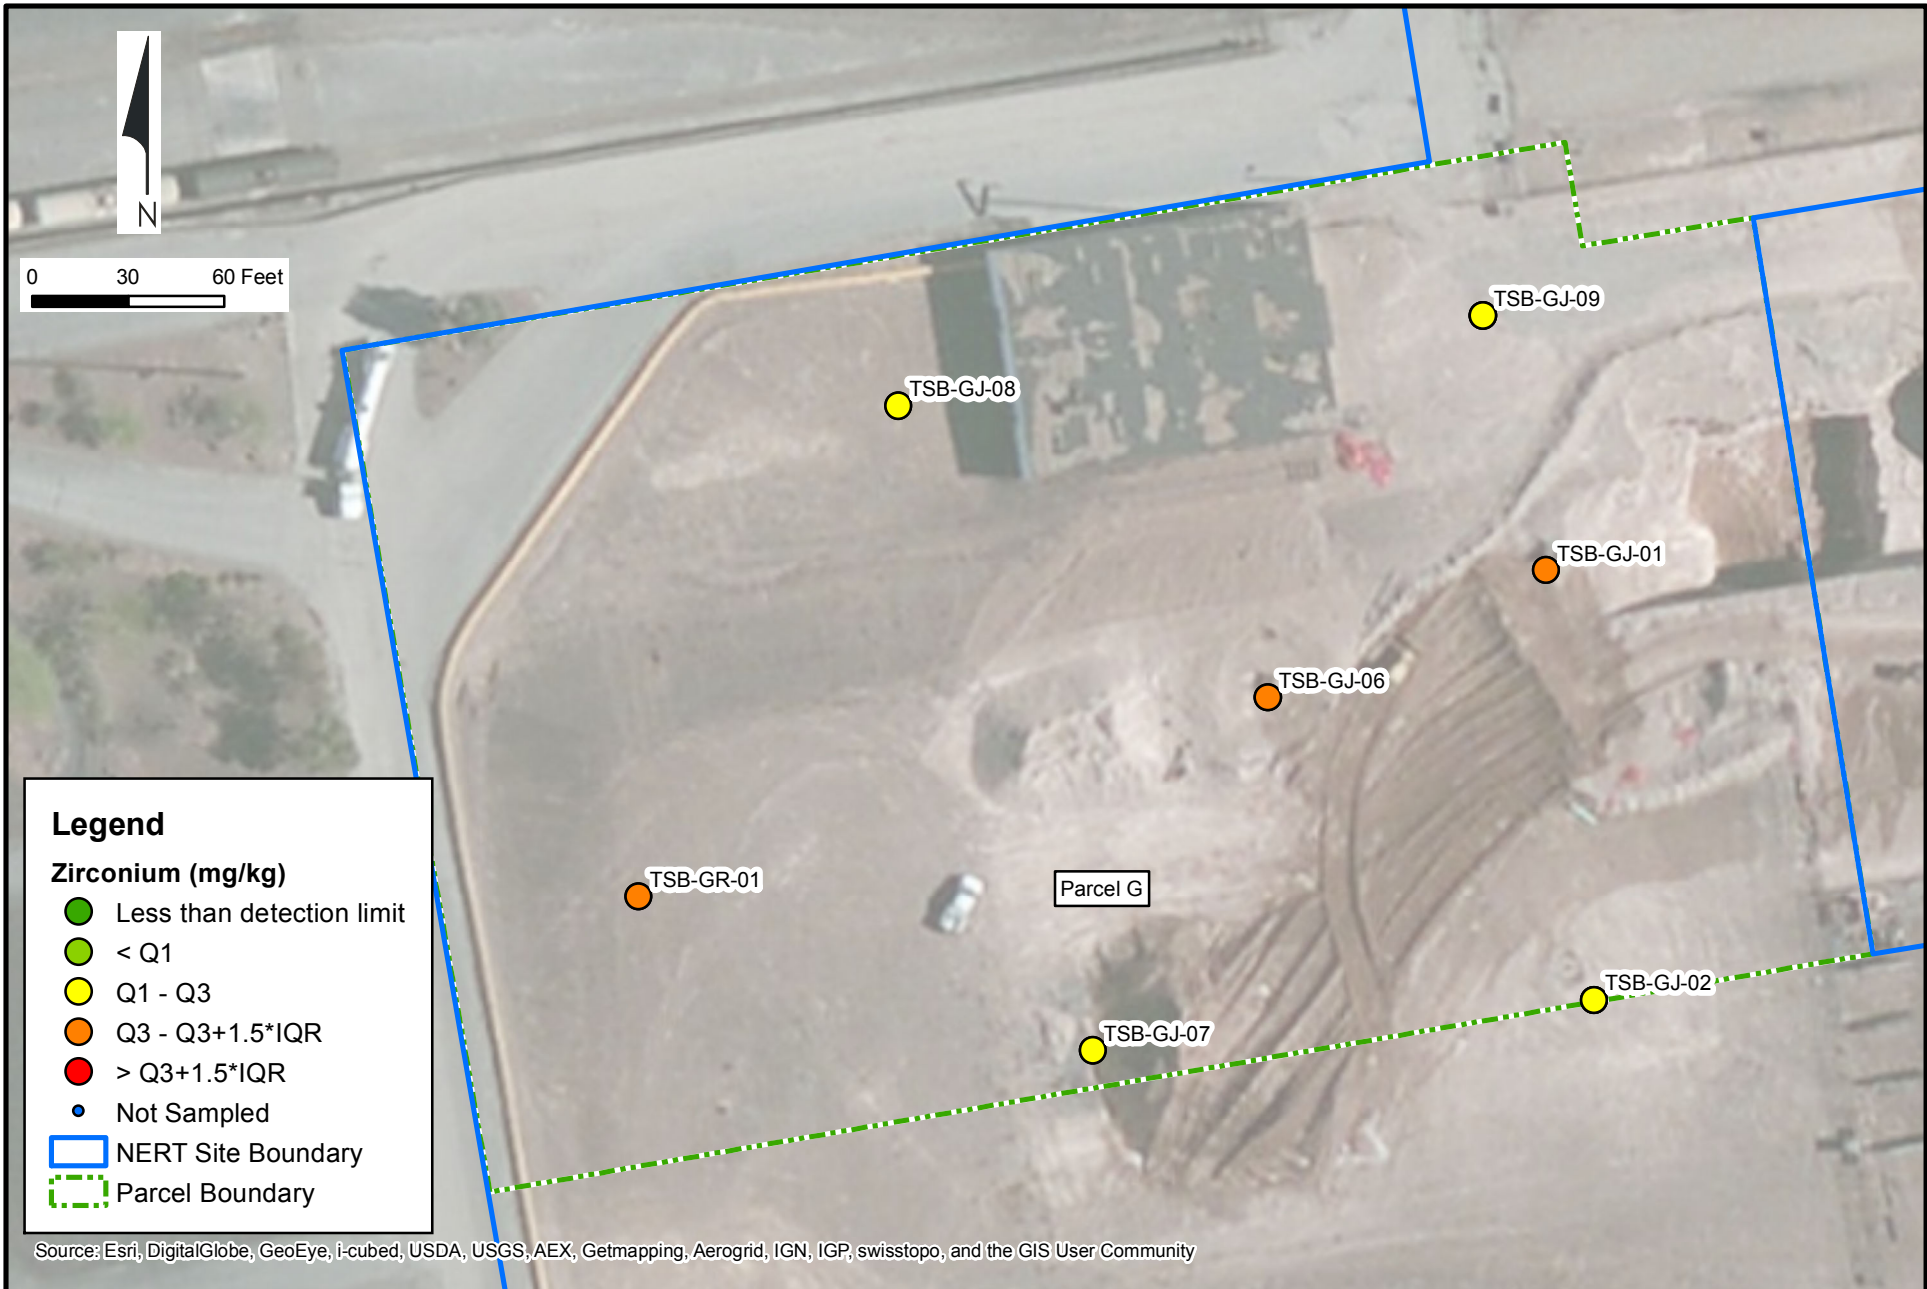 N
0 30 60 Feet
TSB-GJ-09
TSB-GJ-08
TSB-GJ-01
TSB-GJ-06
TSB-GR-01
Parcel G
TSB-GJ-02
TSB-GJ-07
Legend
Zirconium (mg/kg)
Less than detection limit
< Q1
Q1 - Q3
Q3 - Q3+1.5*IQR
> Q3+1.5*IQR
Not Sampled
NERT Site Boundary
Parcel Boundary
Source: Esri, DigitalGlobe, GeoEye, i-cubed, USDA, USGS, AEX, Getmapping, Aerogrid, IGN, IGP, swisstopo, and the GIS User Community